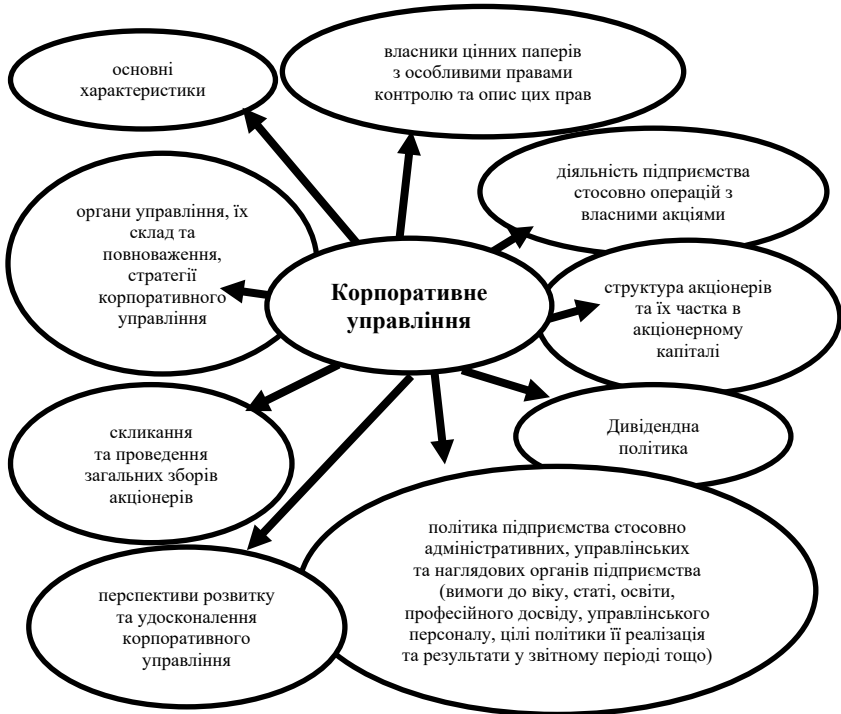 основні
характеристики
власники цінних паперів
з особливими правами
контролю та опис цих прав
діяльність підприємства
стосовно операцій з
власними акціями
органи управління, їх
склад та
повноваження,
стратегії
корпоративного
управління
Корпоративне
управління
структура акціонерів
та їх частка в
акціонерному
капіталі
скликання
та проведення
загальних зборів
акціонерів
Дивідендна
політика
політика підприємства стосовно
адміністративних, управлінських
та наглядових органів підприємства
(вимоги до віку, статі, освіти,
професійного досвіду, управлінського
персоналу, цілі політики її реалізація
та результати у звітному періоді тощо)
перспективи розвитку
та удосконалення
корпоративного
управління